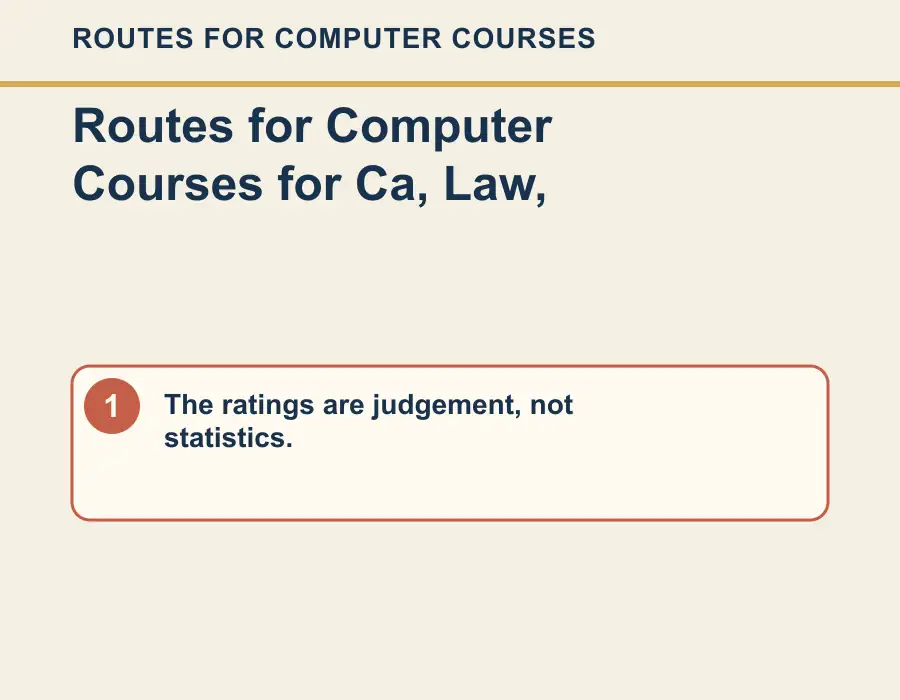 ROUTES FOR COMPUTER COURSES
Routes for Computer
Courses for Ca, Law,
1
The ratings are judgement, not
statistics.